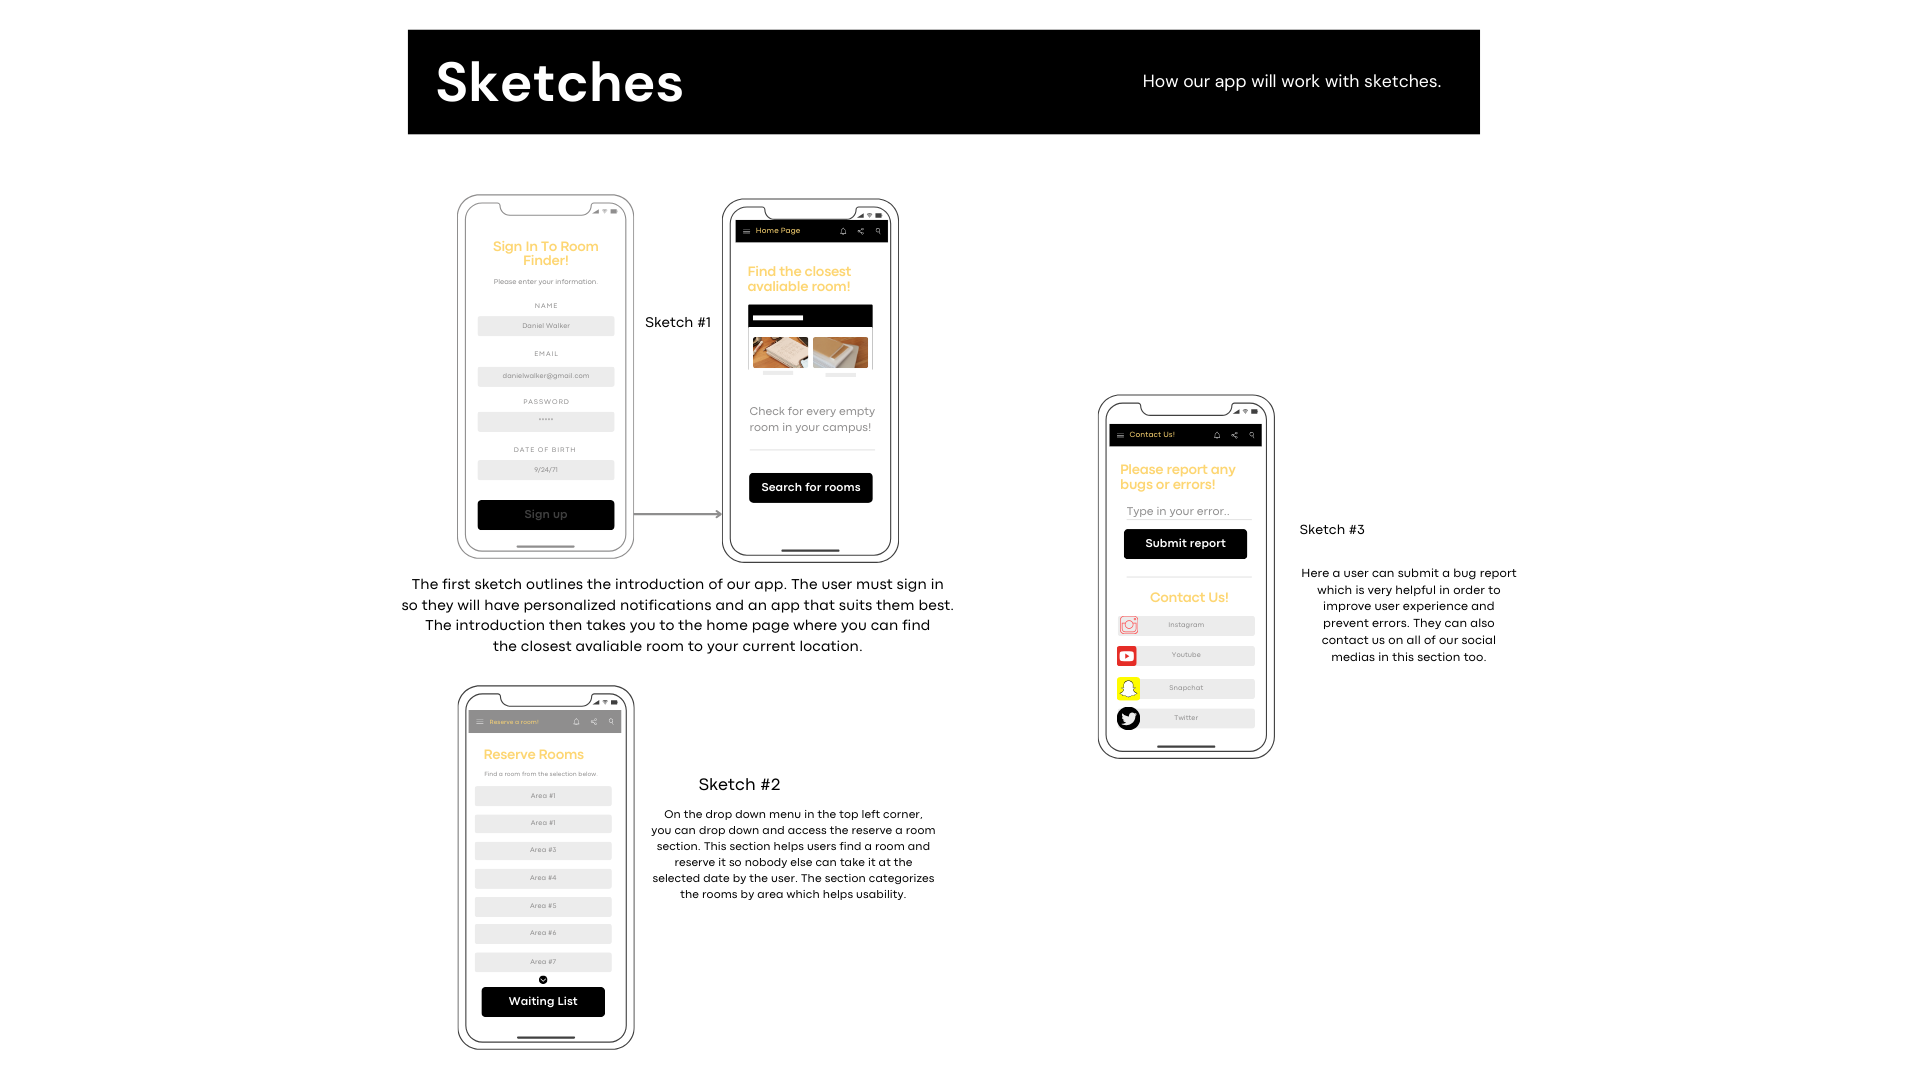 Sketches
How our app will work with sketches.
Sign In To Room
Finder!
Please enter your information.
NAME
Daniel Walker
EMAIL
danielwalker@gmail.com
PASSWORD
*****
DATE OF BIRTH
9/24/71
Sign up
Sketch #1
Home Page
Find the closest
avaliable room!
Check for every empty
room in your campus!
Search for rooms
The first sketch outlines the introduction of our app. The user must sign in
so they will have personalized notifications and an app that suits them best.
The introduction then takes you to the home page where you can find
the closest avaliable room to your current location.
Reserve a room!
Reserve Rooms
Find a room from the selection below.
Area #1
Area #1
Area #3
Area #4
Area #5
Area #6
Area #7
Waiting List
Sketch #2
On the drop down menu in the top left corner,
you can drop down and access the reserve a room
section. This section helps users find a room and
reserve it so nobody else can take it at the
selected date by the user. The section categorizes
the rooms by area which helps usability.
Contact Us!
Please report any
bugs or errors!
Type in your error..
Submit report
Contact Us!
Instagram
Youtube
Snapchat
Twitter
Sketch #3
Here a user can submit a bug report
which is very helpful in order to
improve user experience and
prevent errors. They can also
contact us on all of our social
medias in this section too.